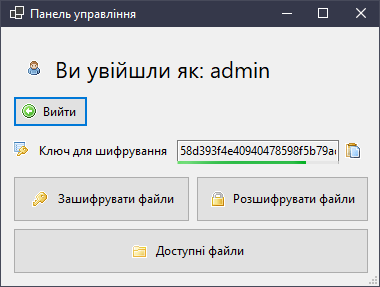 Панель управління
Ви увійшли як: admin
Вийти
Ключ для шифрування 58d393f4e40940478598f5b79a
Зашифрувати файли
Розшифрувати файли
Доступні файли